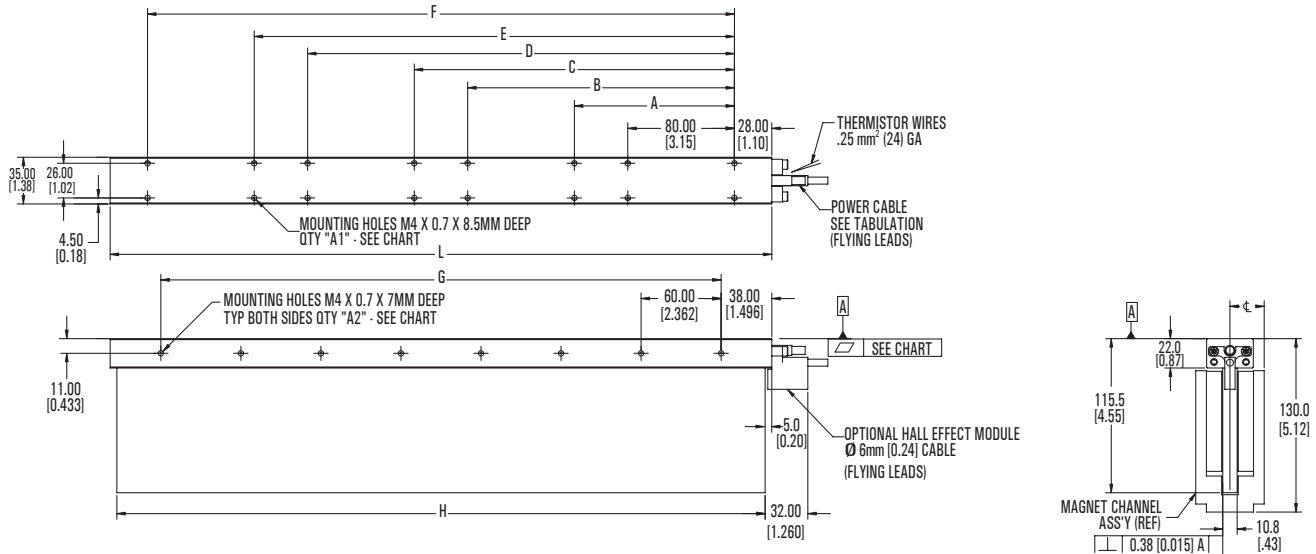 F
E
D
C
B
A
80.00
[3.15]
28.00
[1.10]
THERMISTOR WIRES
.25 mm² (24) GA
35.00
[1.38]
26.00
[1.02]
4.50
[0.18]
MOUNTING HOLES M4 X 0.7 X 8.5MM DEEP
QTY "A1" - SEE CHART
POWER CABLE
SEE TABULATION
(FLYING LEADS)
L
G
MOUNTING HOLES M4 X 0.7 X 7MM DEEP
TYP BOTH SIDES QTY "A2" - SEE CHART
60.00
[2.362]
38.00
[1.496]
A
SEE CHART
11.00
[0.433]
5.0
[0.20]
OPTIONAL HALL EFFECT MODULE
Ø 6mm [0.24] CABLE
(FLYING LEADS)
H
32.00
[1.260]
A
℄
22.0
[0.87]
115.5
[4.55]
130.0
[5.12]
MAGNET CHANNEL
ASS'Y (REF)
10.8
[.43]
⊥ 0.38 [0.015] A